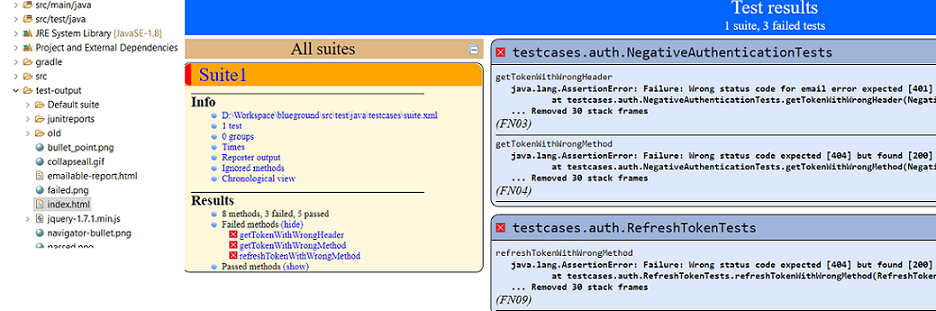 src/main/java
src/test/java
JRE System Library [JavaSE-1.8]
Project and External Dependencies
gradle
src
test-output
Default suite
junitreports
old
bullet_point.png
collapseall.gif
emailable-report.html
failed.png
index.html
jquery-1.7.1.min.js
navigator-bullet.png
passed.png
Test results
1 suite, 3 failed tests
All suites
Suite1
Info
D:\Workspace\blueground\src\test\java\testcases\suite.xml
1 test
0 groups
Times
Reporter output
Ignored methods
Chronological view
Results
8 methods, 3 failed, 5 passed
Failed methods (hide)
getTokenWithWrongHeader
getTokenWithWrongMethod
refreshTokenWithWrongMethod
Passed methods (show)
testcases.auth.NegativeAuthenticationTests
getTokenWithWrongHeader
java.lang.AssertionError: Failure: Wrong status code for email error expected [401]
at testcases.auth.NegativeAuthenticationTests.getTokenWithWrongHeader(Negati
... Removed 30 stack frames
(FN03)
getTokenWithWrongMethod
java.lang.AssertionError: Failure: Wrong status code expected [404] but found [200]
at testcases.auth.NegativeAuthenticationTests.getTokenWithWrongMethod(Negati
... Removed 30 stack frames
(FN04)
testcases.auth.RefreshTokenTests
refreshTokenWithWrongMethod
java.lang.AssertionError: Failure: Wrong status code expected [404] but found [200]
at testcases.auth.RefreshTokenTests.refreshTokenWithWrongMethod(RefreshToken
... Removed 30 stack frames
(FN09)